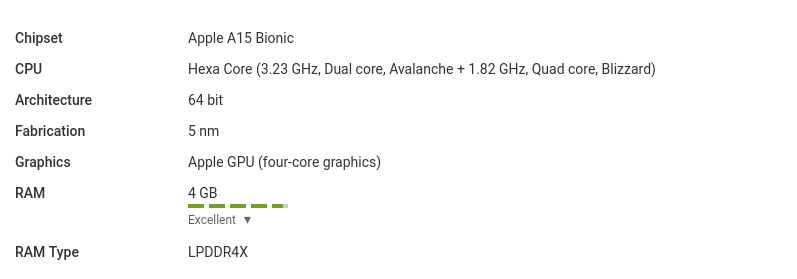 Chipset Apple A15 Bionic
CPU Hexa Core (3.23 GHz, Dual core, Avalanche + 1.82 GHz, Quad core, Blizzard)
Architecture 64 bit
Fabrication 5 nm
Graphics Apple GPU (four-core graphics)
RAM 4 GB
Excellent ▼
RAM Type LPDDR4X